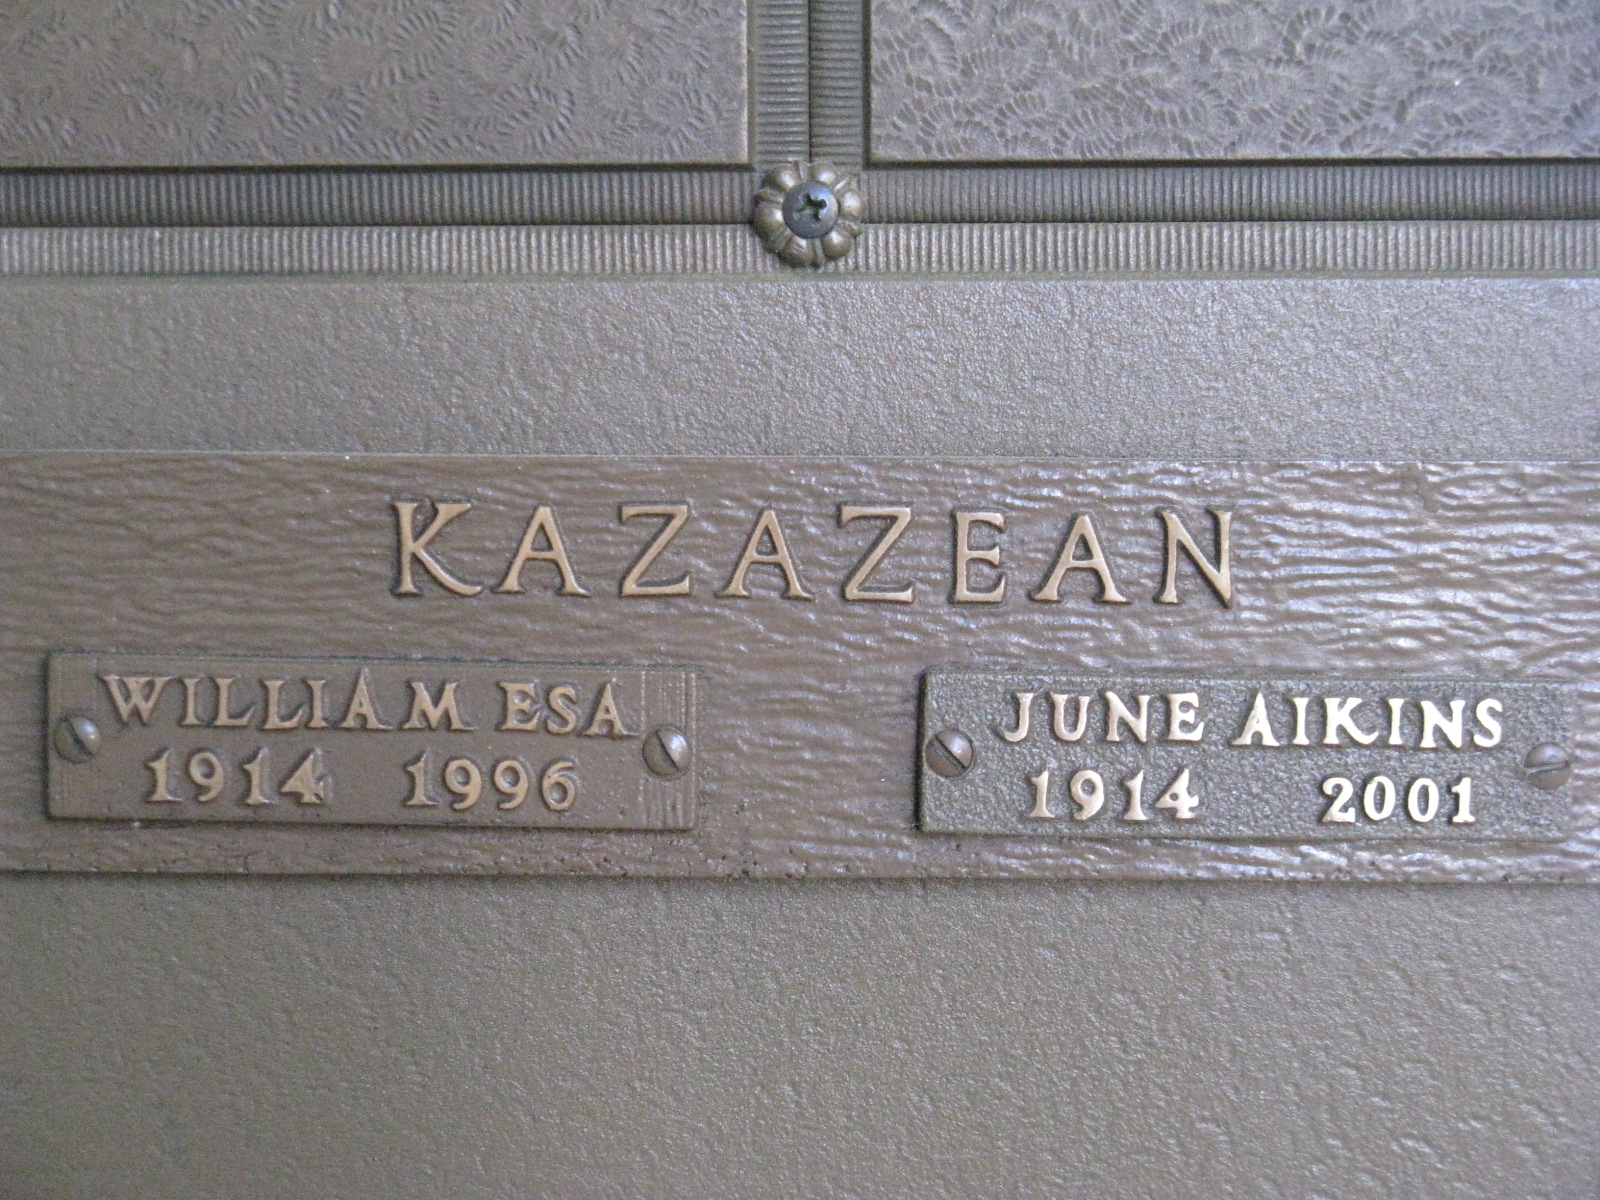 KAZAZEAN
WILLIAM ESA
1914 1996
JUNE AIKINS
1914 2001